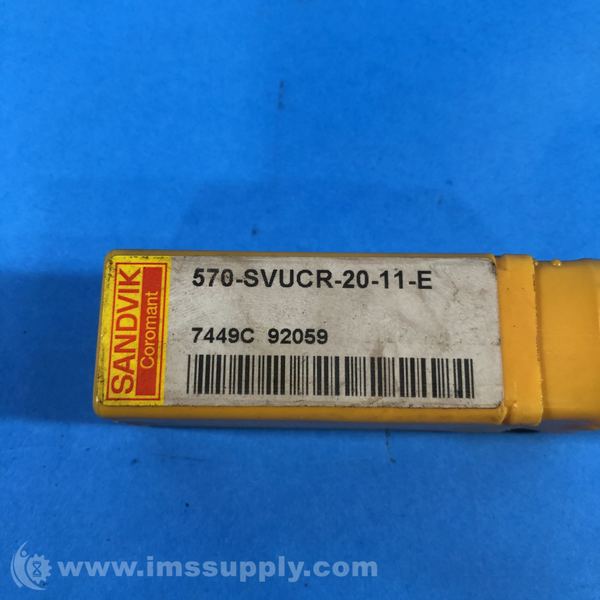 SANDVIK
Coromant
570-SVUCR-20-11-E
7449C 92059
www.imssupply.com